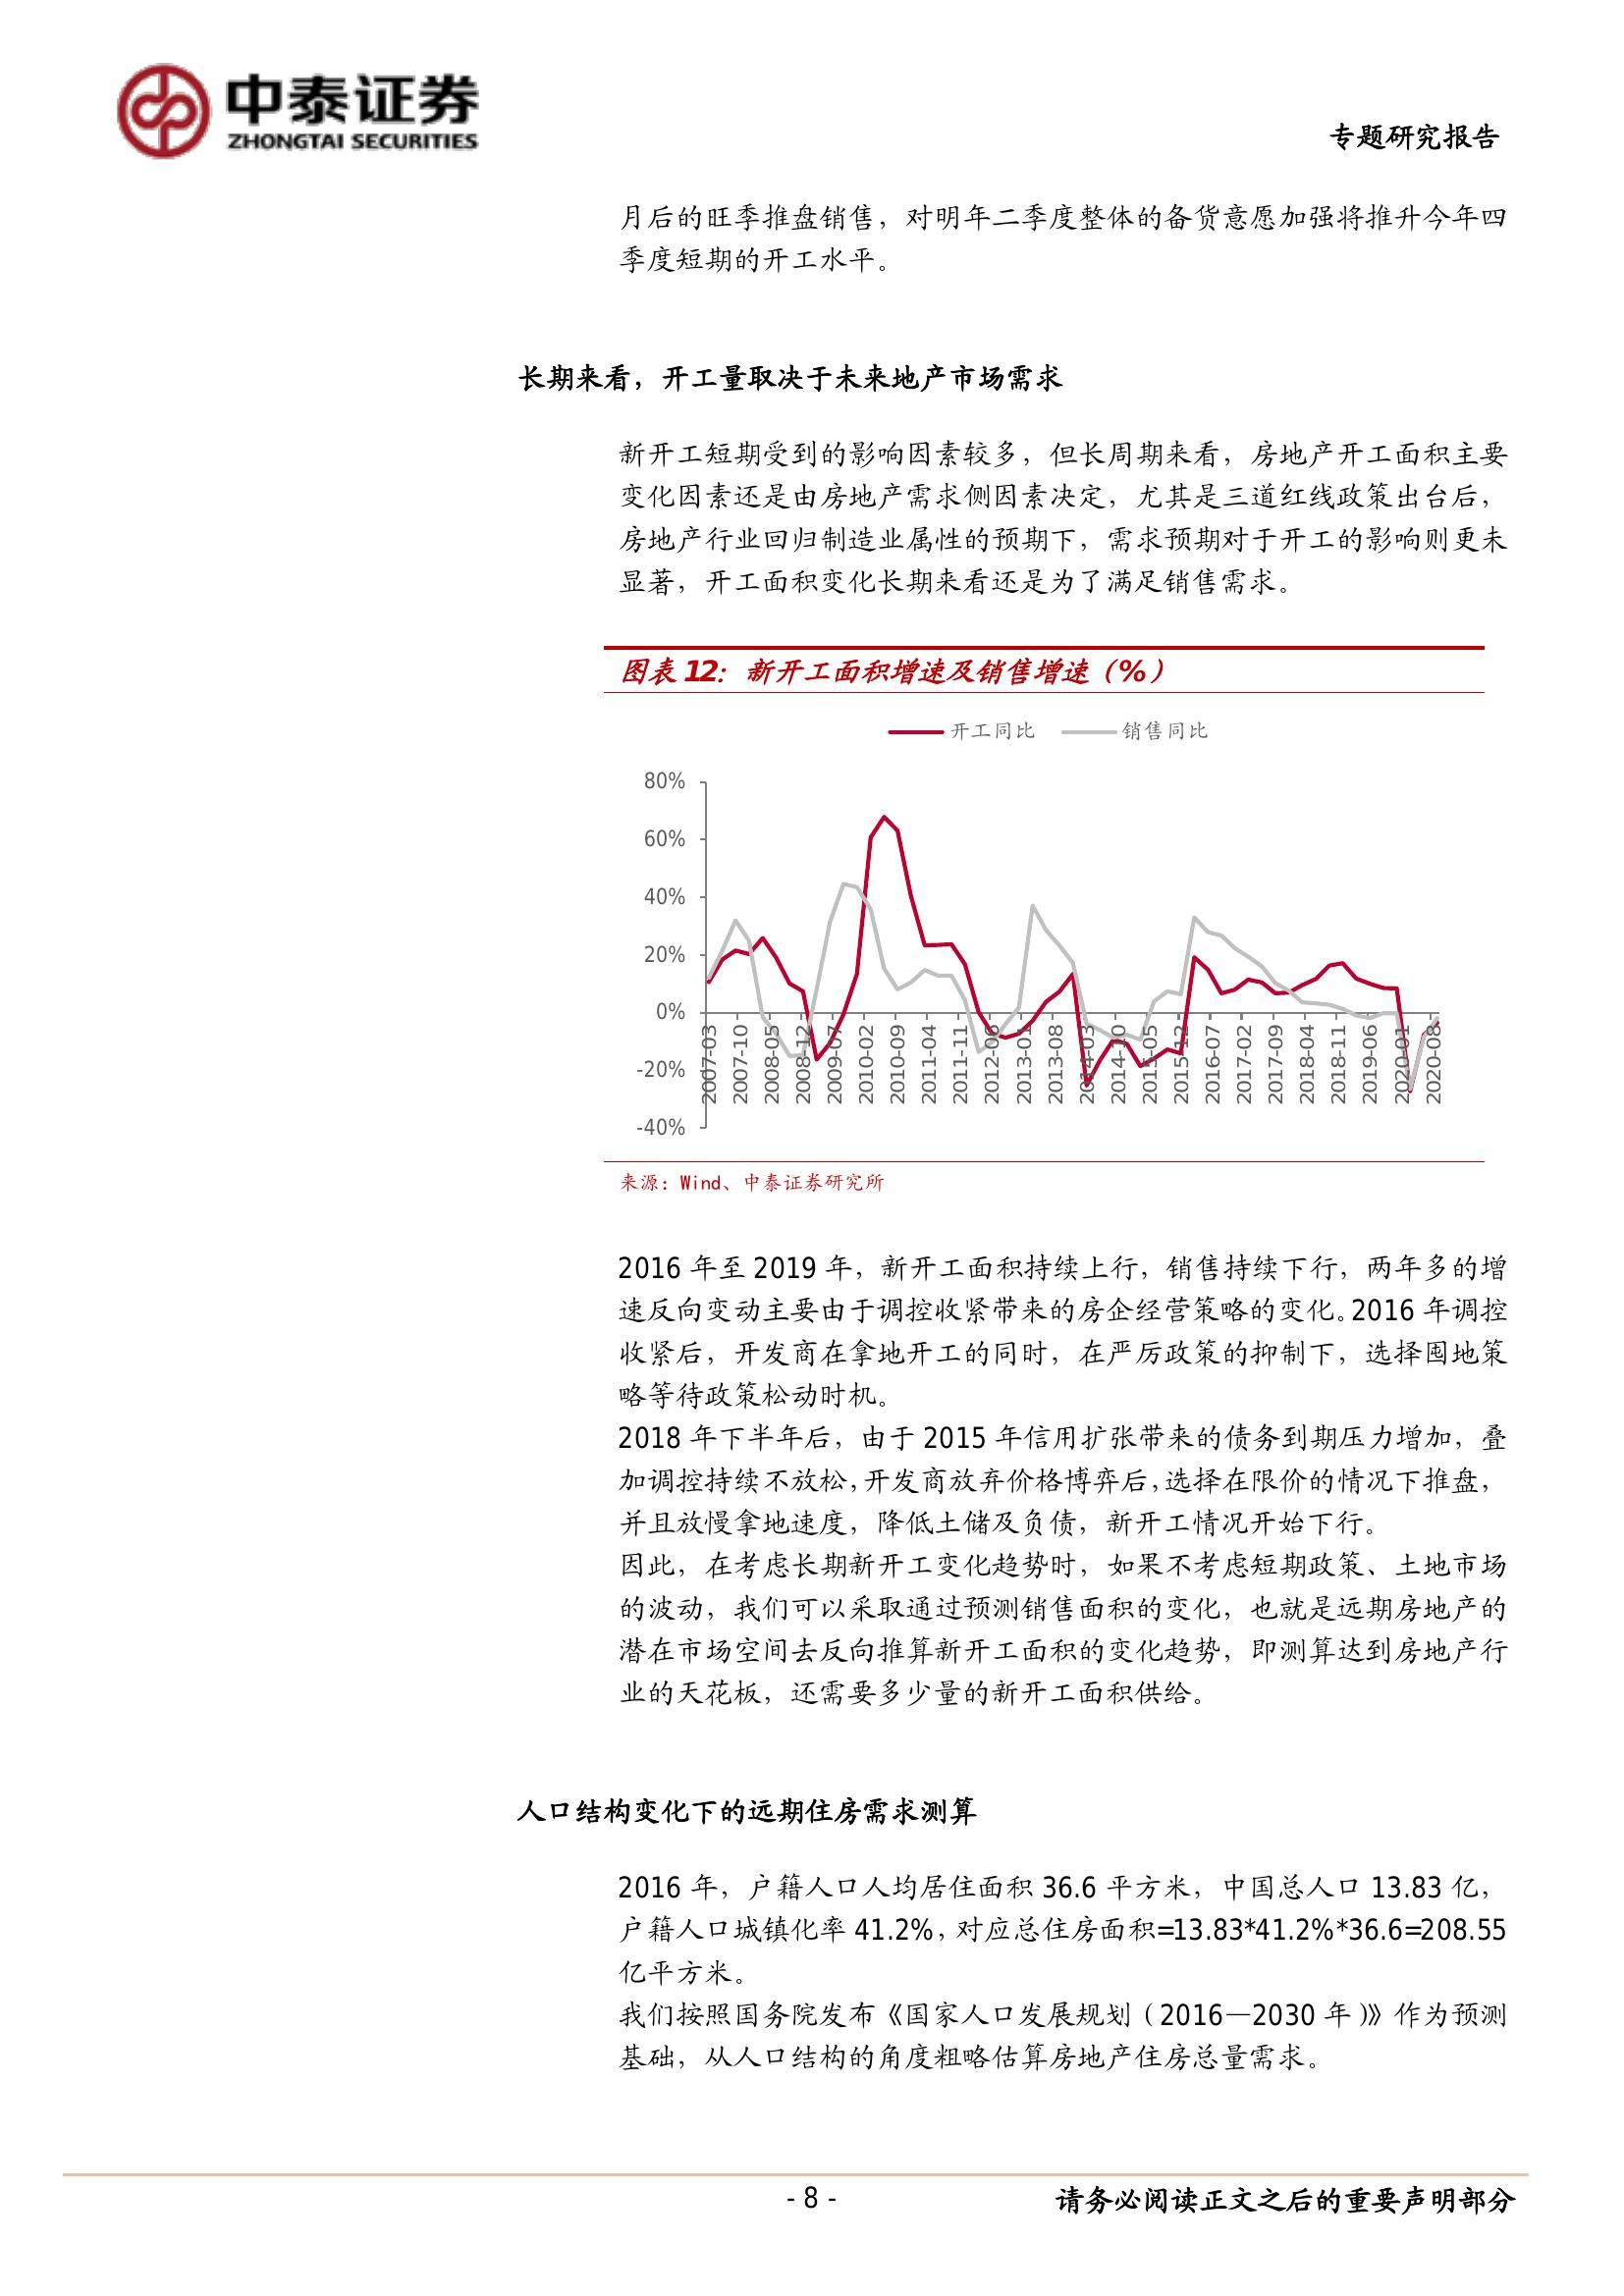 中泰证券
ZHONGTAI SECURITIES
专题研究报告
月后的旺季推盘销售，对明年二季度整体的备货意愿加强将推升今年四
季度短期的开工水平。
长期来看，开工量取决于未来地产市场需求
新开工短期受到的影响因素较多，但长周期来看，房地产开工面积主要
变化因素还是由房地产需求侧因素决定，尤其是三道红线政策出台后，
房地产行业回归制造业属性的预期下，需求预期对于开工的影响则更未
显著，开工面积变化长期来看还是为了满足销售需求。
图表 12：新开工面积增速及销售增速（%）
开工同比 销售同比
80%
60%
40%
20%
0%
-20%
-40%
2007-03 2007-10 2008-05 2008-12 2009-07 2010-02 2010-09 2011-04 2011-11 2012-06 2013-01 2013-08 2014-03 2014-10 2015-05 2015-12 2016-07 2017-02 2017-09 2018-04 2018-11 2019-06 2020-01 2020-08
来源：Wind、中泰证券研究所
2016 年至 2019 年，新开工面积持续上行，销售持续下行，两年多的增
速反向变动主要由于调控收紧带来的房企经营策略的变化。2016 年调控
收紧后，开发商在拿地开工的同时，在严厉政策的抑制下，选择囤地策
略等待政策松动时机。
2018 年下半年后，由于 2015 年信用扩张带来的债务到期压力增加，叠
加调控持续不放松，开发商放弃价格博弈后，选择在限价的情况下推盘，
并且放慢拿地速度，降低土储及负债，新开工情况开始下行。
因此，在考虑长期新开工变化趋势时，如果不考虑短期政策、土地市场
的波动，我们可以采取通过预测销售面积的变化，也就是远期房地产的
潜在市场空间去反向推算新开工面积的变化趋势，即测算达到房地产行
业的天花板，还需要多少量的新开工面积供给。
人口结构变化下的远期住房需求测算
2016 年，户籍人口人均居住面积 36.6 平方米，中国总人口 13.83 亿，
户籍人口城镇化率 41.2%，对应总住房面积=13.83*41.2%*36.6=208.55
亿平方米。
我们按照国务院发布《国家人口发展规划（2016—2030 年）》作为预测
基础，从人口结构的角度粗略估算房地产住房总量需求。
- 8 -
请务必阅读正文之后的重要声明部分